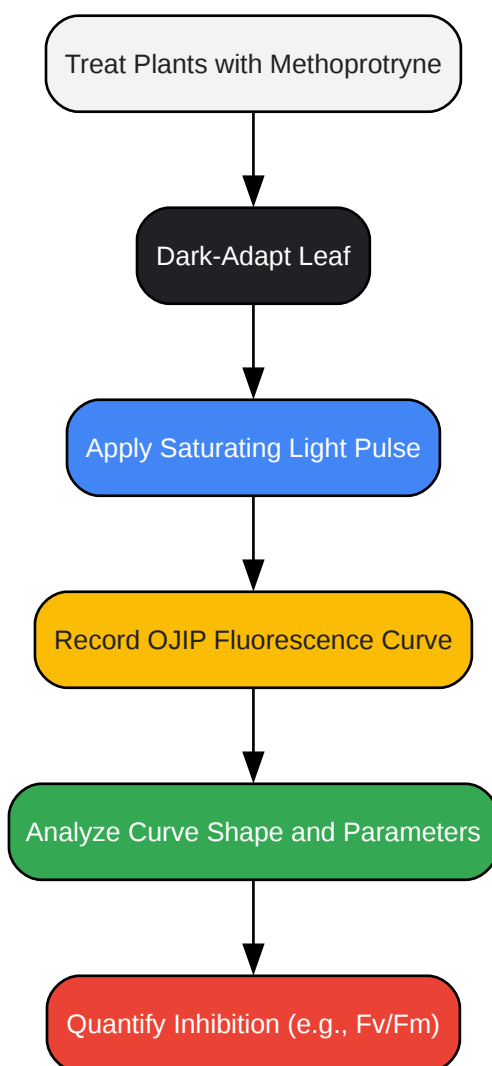 Treat Plants with Methoprotryne
Dark-Adapt Leaf
Apply Saturating Light Pulse
Record OJIP Fluorescence Curve
Analyze Curve Shape and Parameters
Quantify Inhibition (e.g., Fv/Fm)